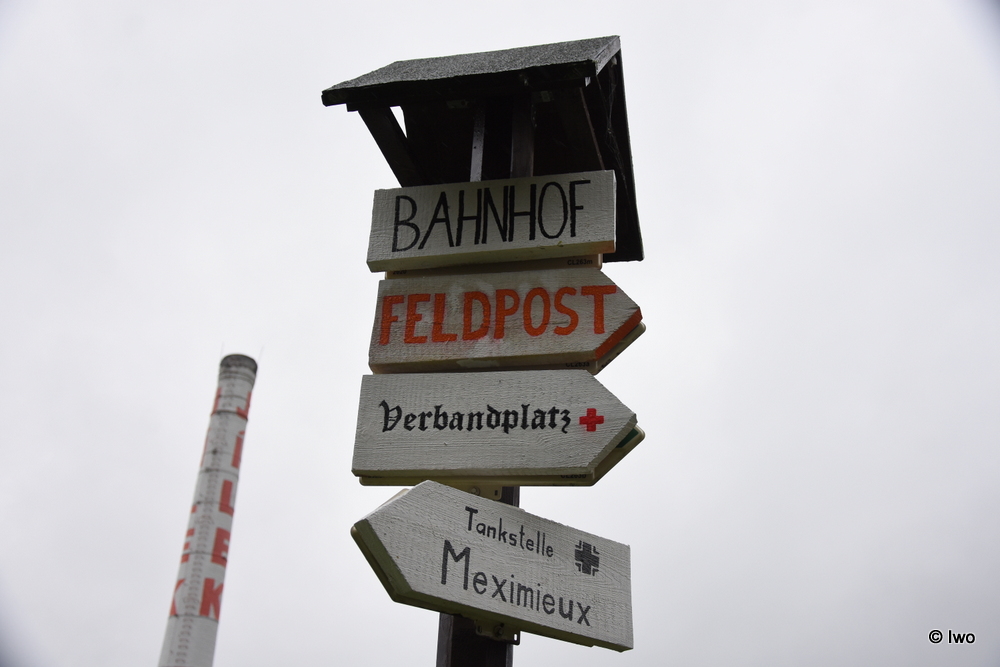 BAHNHOF
FELDPOST
Verbandplatz
Tankstelle
Meximieux
© Iwo